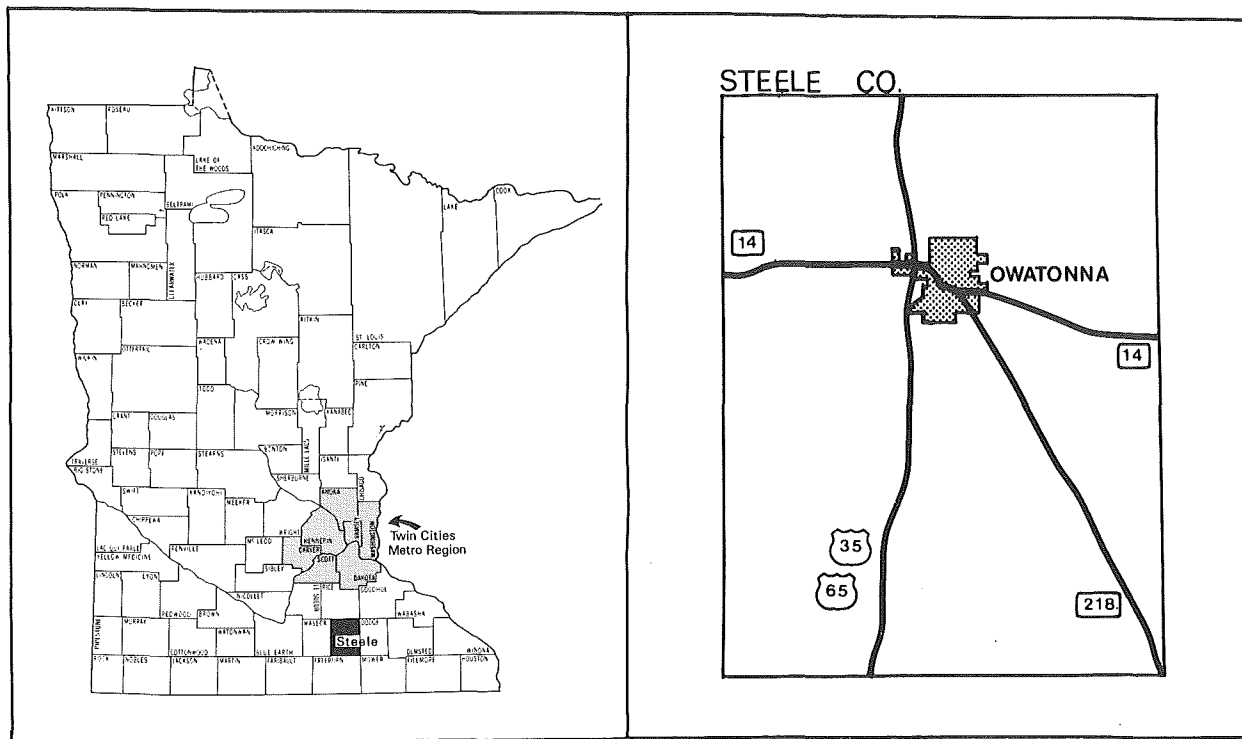 KITTSON
ROSEAU
LAKE OF
THE WOODS
KOOCHICHING
MARSHALL
PENNINGTON
POLK
BELTRAMI
RED LAKE
CLEARWATER
COOK
LAKE
ITASCA
NORMAN
MAHNOMEN
HUBBARD
CASS
CLAY
BECKER
AITKIN
ST. LOUIS
WADENA
CROW WING
CARLTON
OTTERTAIL
WILKIN
PINE
TODD
GRANT
DOUGLAS
MORRISON
KANABEC
MILLE LACS
BENTON
ISANTI
STEVENS
POPE
STEARNS
TRAVERSE
BIG STONE
SHERBURNE
CHISAGO
ANOKA
SWIFT
KANDIYOHI
MEEKER
CHIPPEWA
WRIGHT
HENNEPIN
RAMSEY
WASHINGTON
Twin Cities
Metro Region
LAC QUI PARLE
YELLOW MEDICINE
RENVILLE
Mc LEOD
CARVER
SCOTT
DAKOTA
SIBLEY
LINCOLN
LYON
NICOLLET
LE SUEUR
RICE
GOODHUE
REDWOOD
BROWN
WABASHA
PIPESTONE
MURRAY
COTTONWOOD
WATONWAN
BLUE EARTH
WASECA
Steele
DODGE
OLMSTED
WINONA
ROCK
NOBLES
JACKSON
MARTIN
FARIBAULT
FREEBORN
MOWER
FILLMORE
HOUSTON
STEELE CO.
14
OWATONNA
14
35
65
218.